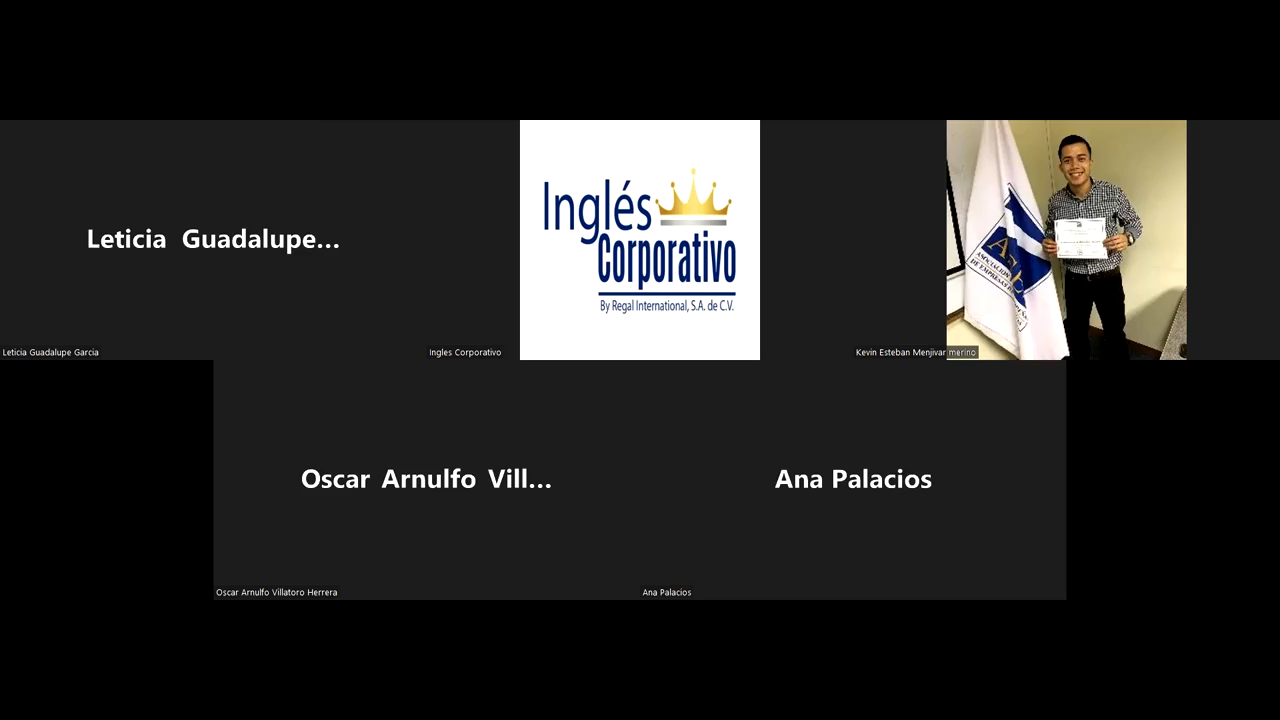 Leticia Guadalupe...
Leticia Guadalupe Garcia
Inglés
Corporativo
By Regal International, S.A. de C.V.
Ingles Corporativo
Kevin Esteban Menjivar merino
Oscar Arnulfo Vill...
Oscar Arnulfo Villatoro Herrera
Ana Palacios
Ana Palacios